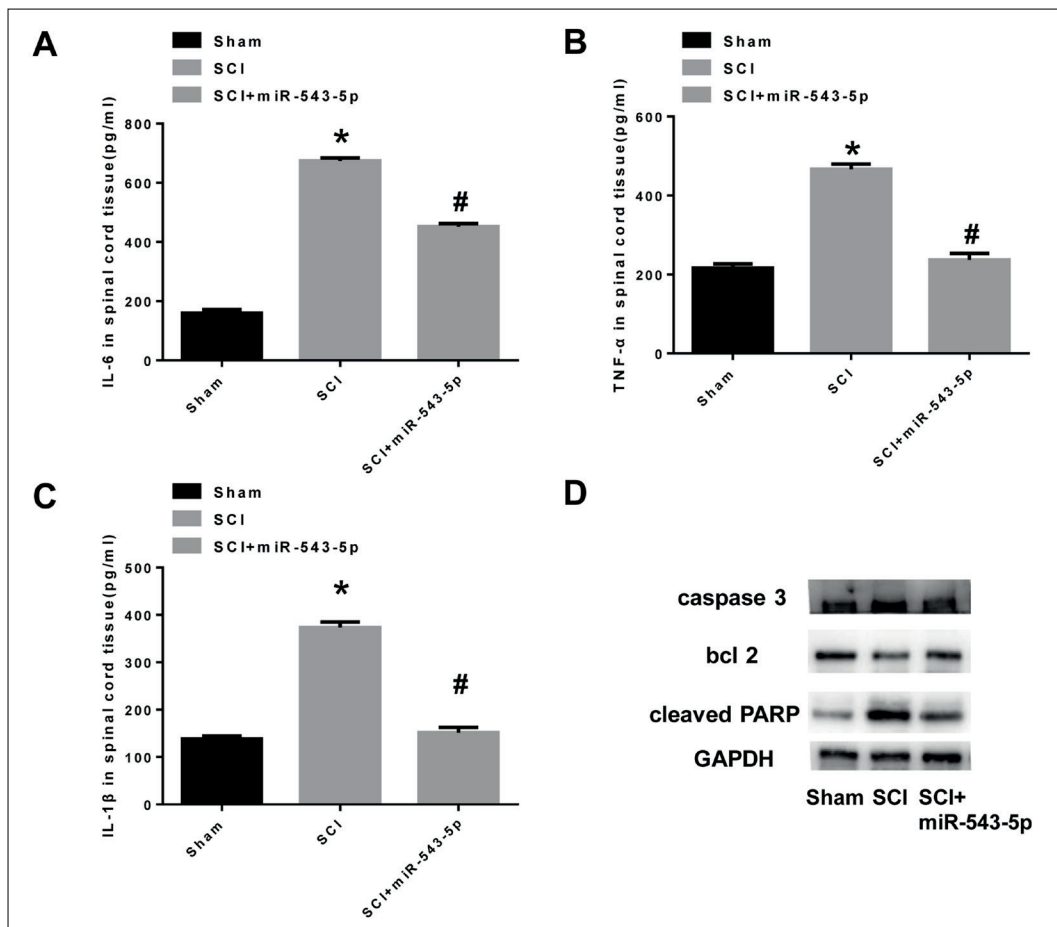 A
Sham
SCI
SCI+miR-543-5p
IL-6 in spinal cord tissue(pg/ml)
800
600
400
200
0
*
#
Sham
SCI
SCI+miR-543-5p
B
Sham
SCI
SCI+miR-543-5p
TNF-α in spinal cord tissue(pg/ml)
600
400
200
0
*
#
Sham
SCI
SCI+miR-543-5p
C
Sham
SCI
SCI+miR-543-5p
IL-1β in spinal cord tissue(pg/ml)
500
400
300
200
100
0
*
#
Sham
SCI
SCI+miR-543-5p
D
caspase 3
bcl 2
cleaved PARP
GAPDH
Sham SCI SCI+
miR-543-5p